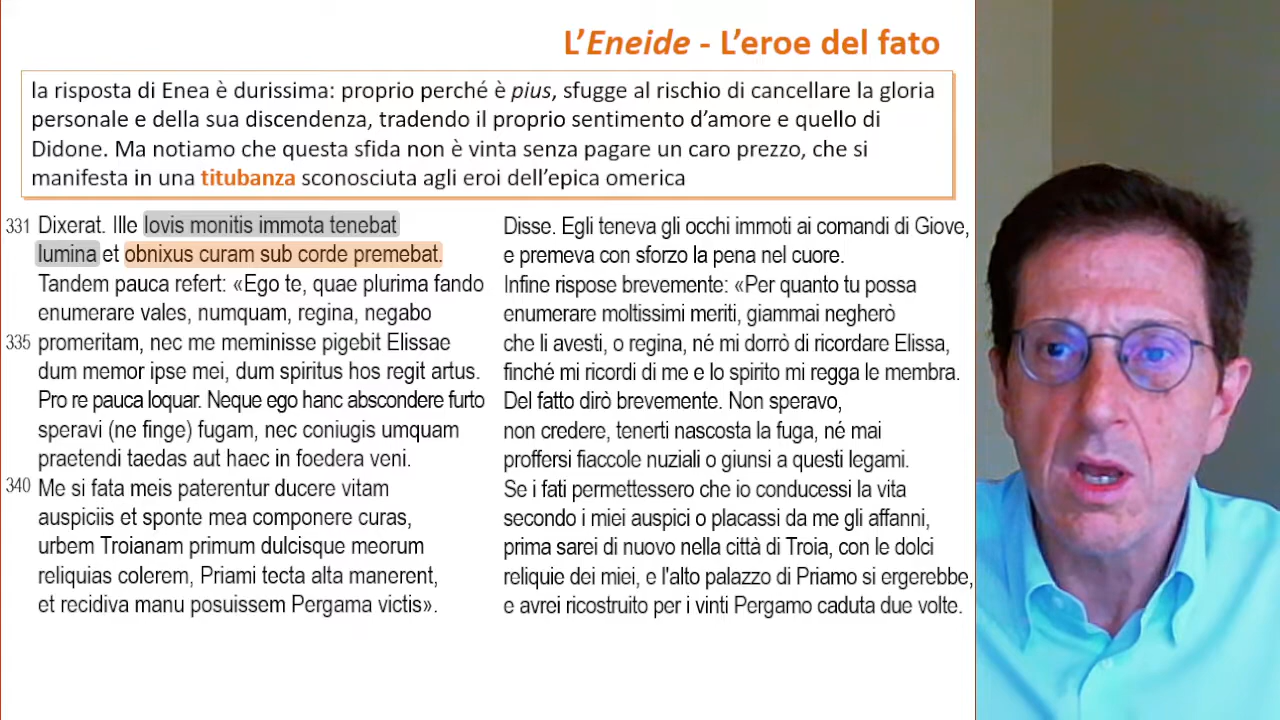 L'Eneide - L'eroe del fato
la risposta di Enea è durissima: proprio perché è pius, sfugge al rischio di cancellare la gloria
personale e della sua discendenza, tradendo il proprio sentimento d'amore e quello di
Didone. Ma notiamo che questa sfida non è vinta senza pagare un caro prezzo, che si
manifesta in una titubanza sconosciuta agli eroi dell'epica omerica
331 Dixerat. Ille Iovis monitis immota tenebat
lumina et obnixus curam sub corde premebat.
Tandem pauca refert: «Ego te, quae plurima fando
enumerare vales, numquam, regina, negabo
335 promeritam, nec me meminisse pigebit Elissae
dum memor ipse mei, dum spiritus hos regit artus.
Pro re pauca loquar. Neque ego hanc abscondere furto
speravi (ne finge) fugam, nec coniugis umquam
praetendi taedas aut haec in foedera veni.
340 Me si fata meis paterentur ducere vitam
auspiciis et sponte mea componere curas,
urbem Troianam primum dulcisque meorum
reliquias colerem, Priami tecta alta manerent,
et recidiva manu posuissem Pergama victis».
Disse. Egli teneva gli occhi immoti ai comandi di Giove,
e premeva con sforzo la pena nel cuore.
Infine rispose brevemente: «Per quanto tu possa
enumerare moltissimi meriti, giammai negherò
che li avesti, o regina, né mi dorrò di ricordare Elissa,
finché mi ricordi di me e lo spirito mi regga le membra.
Del fatto dirò brevemente. Non speravo,
non credere, tenerti nascosta la fuga, né mai
proffersi fiaccole nuziali o giunsi a questi legami.
Se i fati permettessero che io conducessi la vita
secondo i miei auspici o placassi da me gli affanni,
prima sarei di nuovo nella città di Troia, con le dolci
reliquie dei miei, e l'alto palazzo di Priamo si ergerebbe,
e avrei ricostruito per i vinti Pergamo caduta due volte.